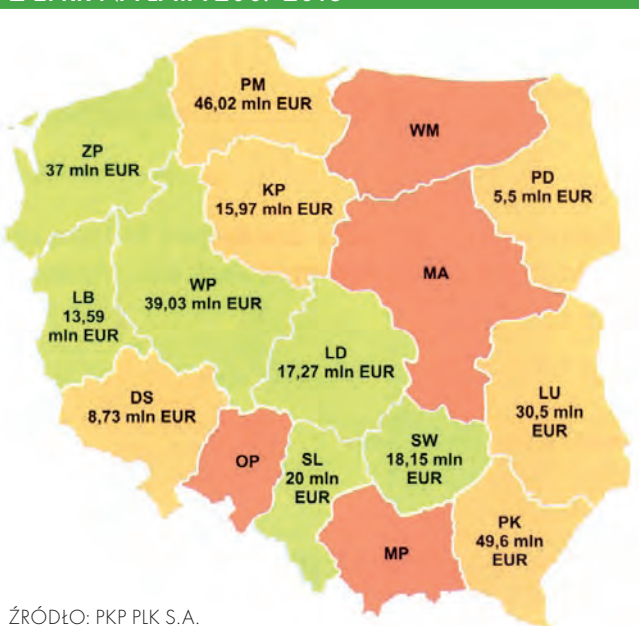 PM
46,02 mln EUR
WM
ZP
37 mln EUR
KP
15,97 mln EUR
PD
5,5 mln EUR
MA
WP
39,03 mln EUR
LB
13,59
mln EUR
LD
17,27 mln EUR
DS
8,73 mln EUR
LU
30,5 mln
EUR
OP
SL
20 mln
EUR
SW
18,15 mln
EUR
PK
49,6 mln
EUR
MP
ŹRÓDŁO: PKP PLK S.A.